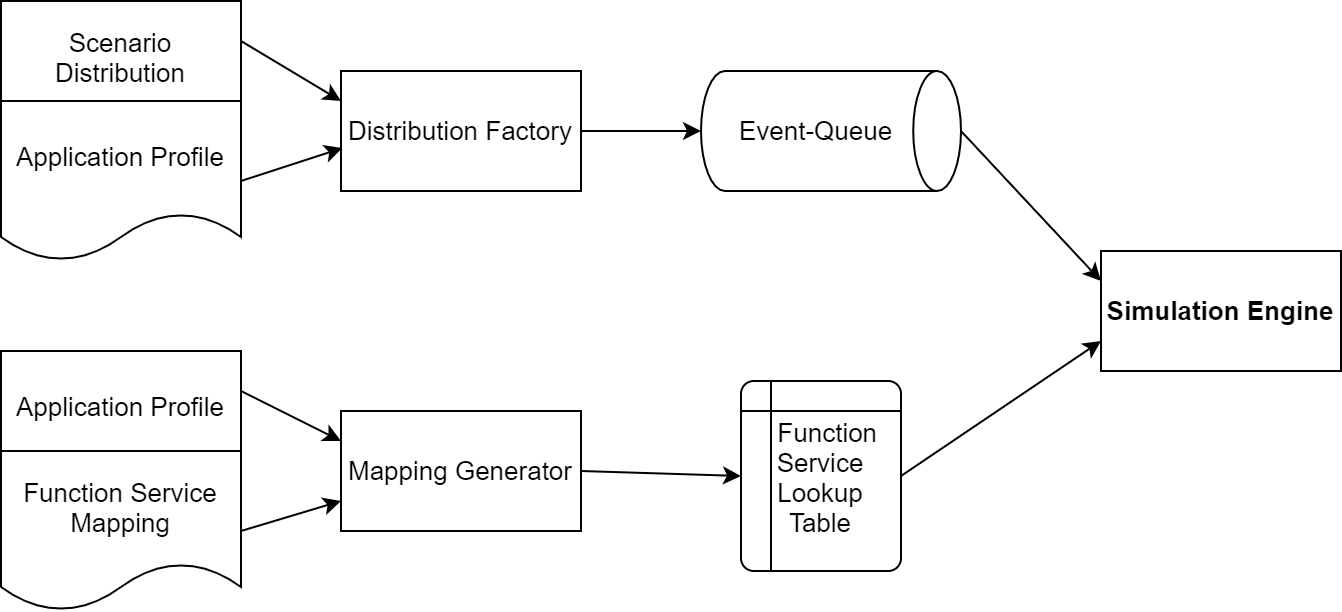 Scenario
Distribution
Application Profile
Distribution Factory
Event-Queue
Simulation Engine
Application Profile
Function Service
Mapping
Mapping Generator
Function
Service
Lookup
Table